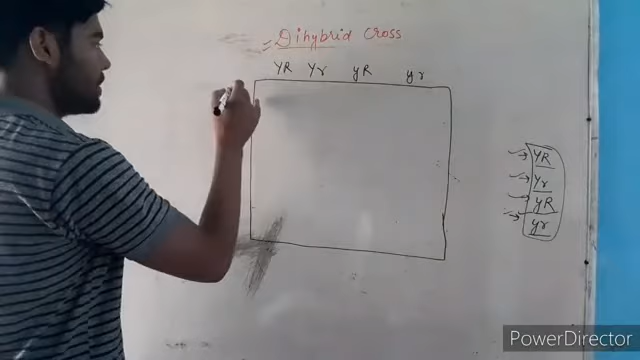 = Dihybrid Cross
YR Yr yR yr
YR
Yr
yR
yr
PowerDirector